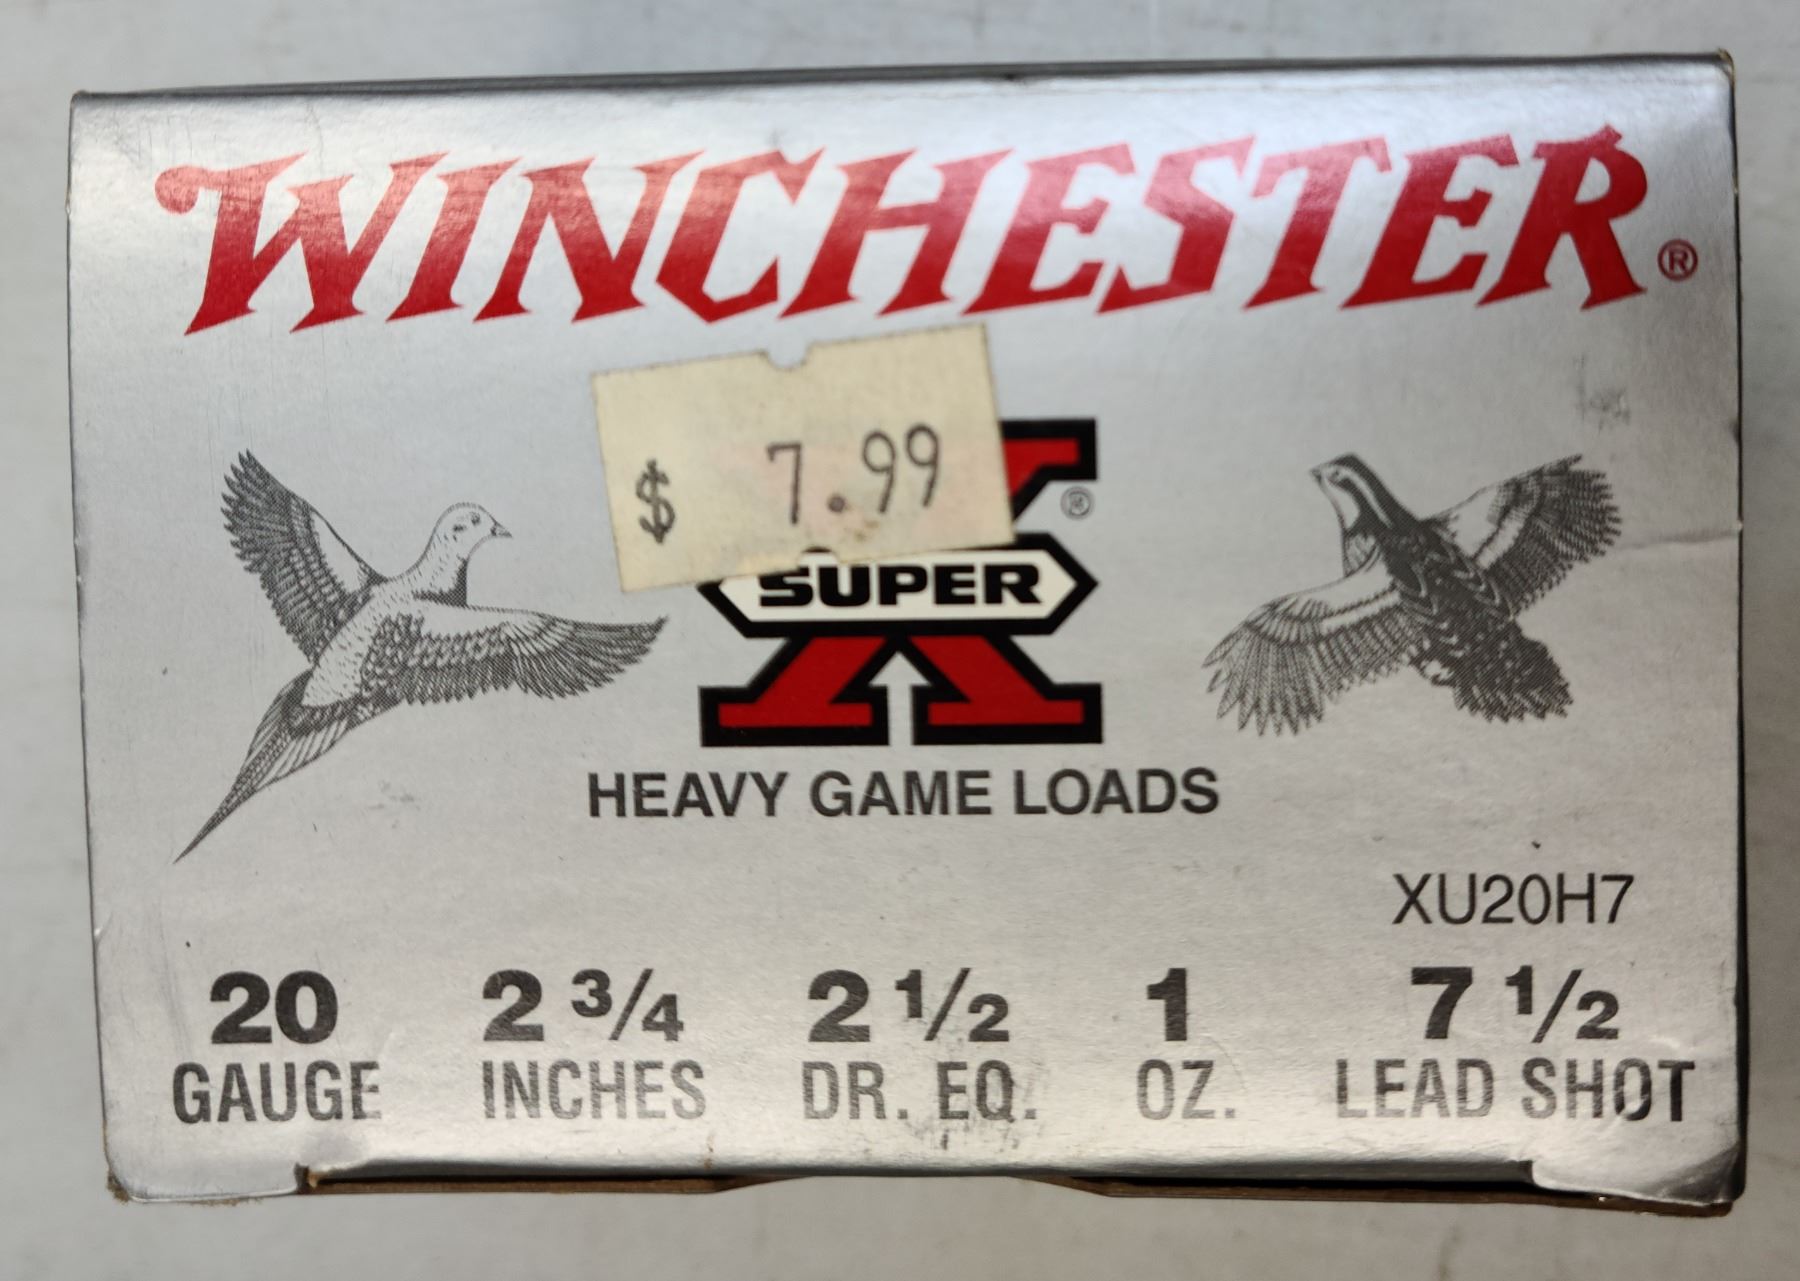 WINCHESTER®
$ 7.99
®
SUPER
X
HEAVY GAME LOADS
XU20H7
20 2 3/4 2 1/2 1 7 1/2
GAUGE INCHES DR. EQ. OZ. LEAD SHOT